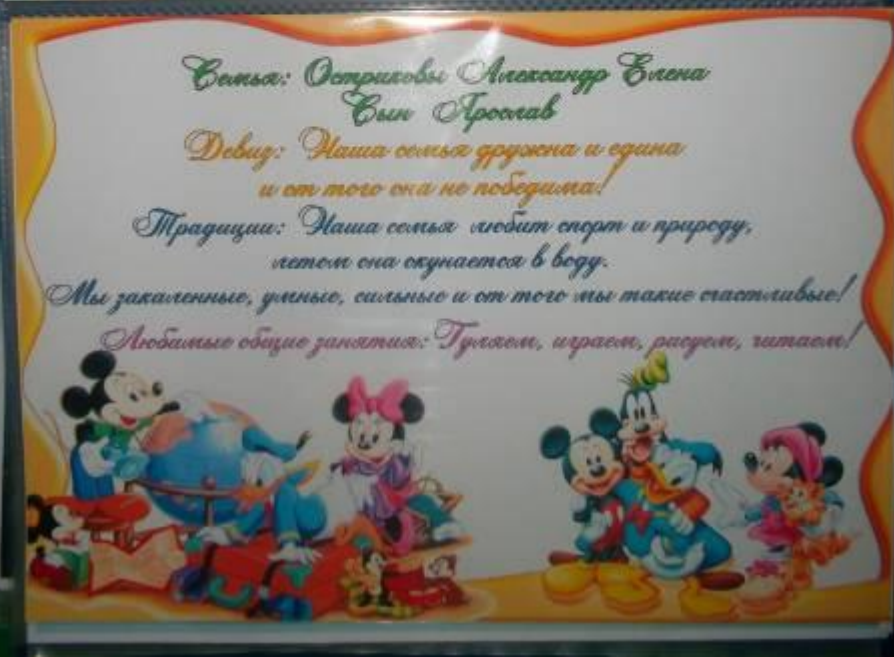 Семья: Остриковы Александр Елена
Сын Ярослав
Девиз: Наша семья дружна и едина
и от того она не победима!
Традиции: Наша семья любит спорт и природу,
летом она окунается в воду.
Мы закаленные, умные, сильные и от того мы такие счастливые!
Любимые общие занятия: Гуляем, играем, рисуем, читаем!